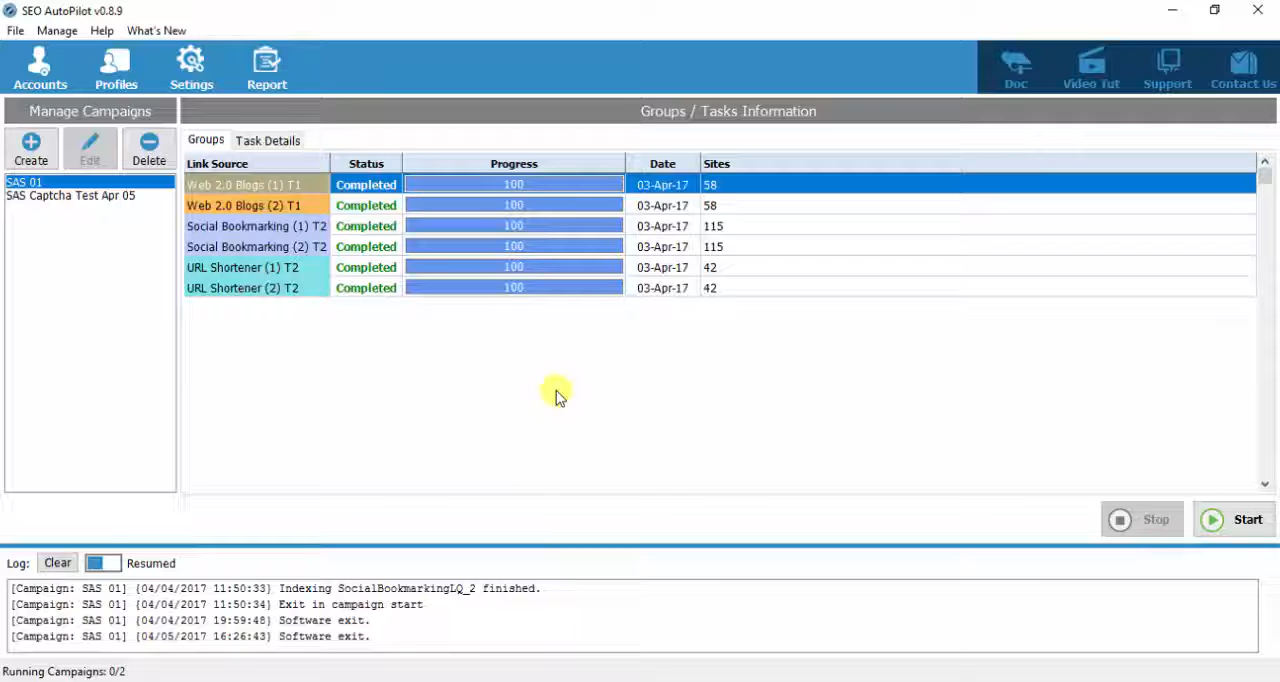 SEO AutoPilot v0.8.9
File Manage Help What's New
Accounts Profiles Settings Report Doc Video Tut Support Contact Us
Manage Campaigns Groups / Tasks Information
Create Edit Delete Groups Task Details
Link Source Status Progress Date Sites
SAS 01 Web 2.0 Blogs (1) T1 Completed 100 03-Apr-17 58
SAS Captcha Test Apr 05 Web 2.0 Blogs (2) T1 Completed 100 03-Apr-17 58
Social Bookmarking (1) T2 Completed 100 03-Apr-17 115
Social Bookmarking (2) T2 Completed 100 03-Apr-17 115
URL Shortener (1) T2 Completed 100 03-Apr-17 42
URL Shortener (2) T2 Completed 100 03-Apr-17 42
Stop Start
Log: Clear Resumed
[Campaign: SAS 01] {04/04/2017 11:50:33} Indexing SocialBookmarkingLQ_2 finished.
[Campaign: SAS 01] {04/04/2017 11:50:34} Exit in campaign start
[Campaign: SAS 01] {04/04/2017 19:59:48} Software exit.
[Campaign: SAS 01] {04/05/2017 16:26:43} Software exit.
Running Campaigns: 0/2